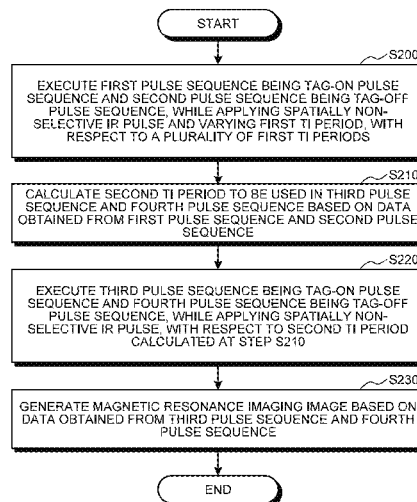 START
S200
EXECUTE FIRST PULSE SEQUENCE BEING TAG-ON PULSE
SEQUENCE AND SECOND PULSE SEQUENCE BEING TAG-OFF
PULSE SEQUENCE, WHILE APPLYING SPATIALLY NON-
SELECTIVE IR PULSE AND VARYING FIRST TI PERIOD, WITH
RESPECT TO A PLURALITY OF FIRST TI PERIODS
S210
CALCULATE SECOND TI PERIOD TO BE USED IN THIRD PULSE
SEQUENCE AND FOURTH PULSE SEQUENCE BASED ON DATA
OBTAINED FROM FIRST PULSE SEQUENCE AND SECOND PULSE
SEQUENCE
S220
EXECUTE THIRD PULSE SEQUENCE BEING TAG-ON PULSE
SEQUENCE AND FOURTH PULSE SEQUENCE BEING TAG-OFF
PULSE SEQUENCE, WHILE APPLYING SPATIALLY NON-
SELECTIVE IR PULSE, WITH RESPECT TO SECOND TI PERIOD
CALCULATED AT STEP S210
S230
GENERATE MAGNETIC RESONANCE IMAGING IMAGE BASED ON
DATA OBTAINED FROM THIRD PULSE SEQUENCE AND FOURTH
PULSE SEQUENCE
END